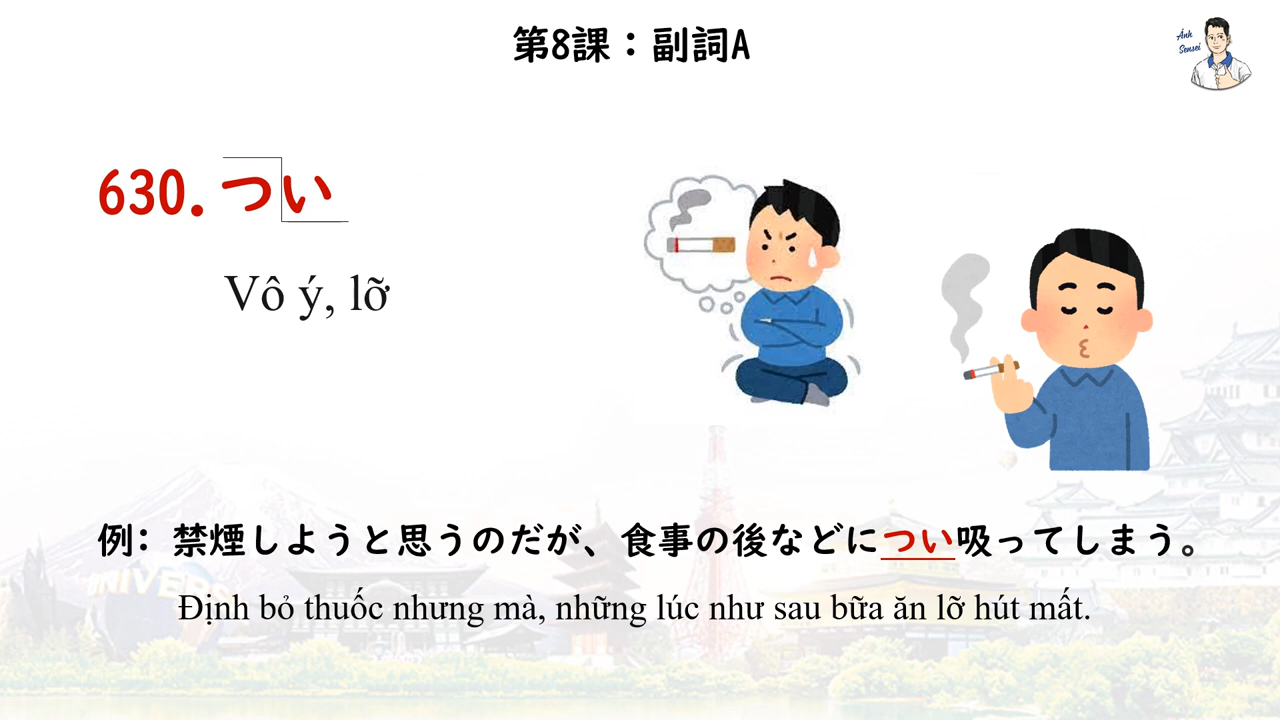 第8課：副詞A
Ánh
Sensei
630. つい
Vô ý, lỡ
例：禁煙しようと思うのだが、食事の後などについ吸ってしまう。
Định bỏ thuốc nhưng mà, những lúc như sau bữa ăn lỡ hút mất.